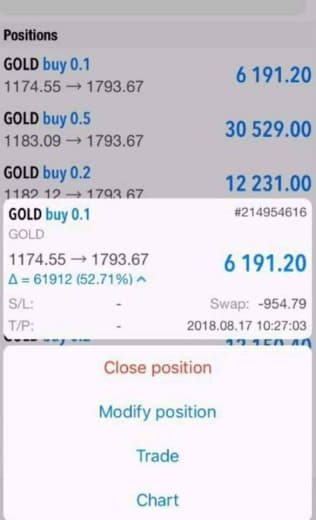 Positions
GOLD buy 0.1
1174.55 → 1793.67
6 191.20
GOLD buy 0.5
1183.09 → 1793.67
30 529.00
GOLD buy 0.2
1182.12 → 1793.67
12 231.00
GOLD buy 0.1
#214954616
GOLD
1174.55 → 1793.67
6 191.20
Δ = 61912 (52.71%)
S/L: -
Swap: -954.79
T/P: -
2018.08.17 10:27:03
Close position
Modify position
Trade
Chart